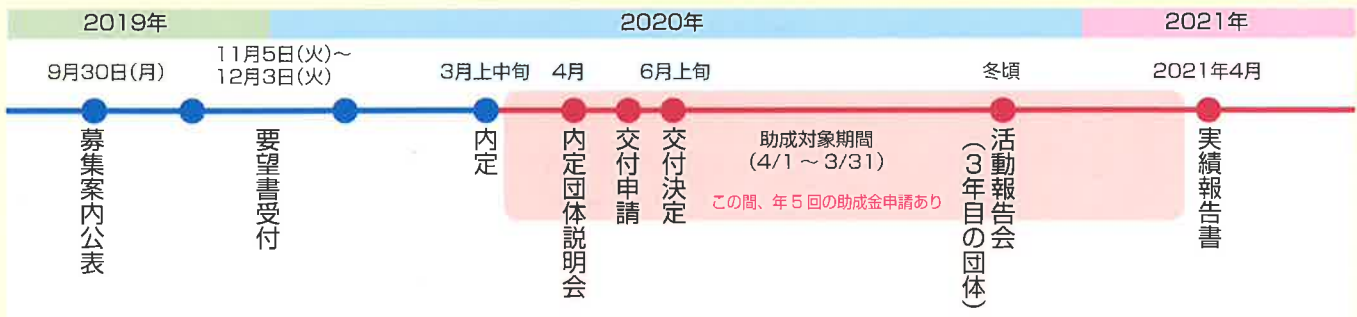 2019年
2020年
2021年
9月30日(月)
11月5日(火)～
12月3日(火)
3月上中旬
4月
6月上旬
冬頃
2021年4月
募集案内公表
要望書受付
内定
内定団体説明会
交付申請
交付決定
助成対象期間
(4/1 ～ 3/31)
この間、年5回の助成金申請あり
活動報告会
(3年目の団体)
実績報告書